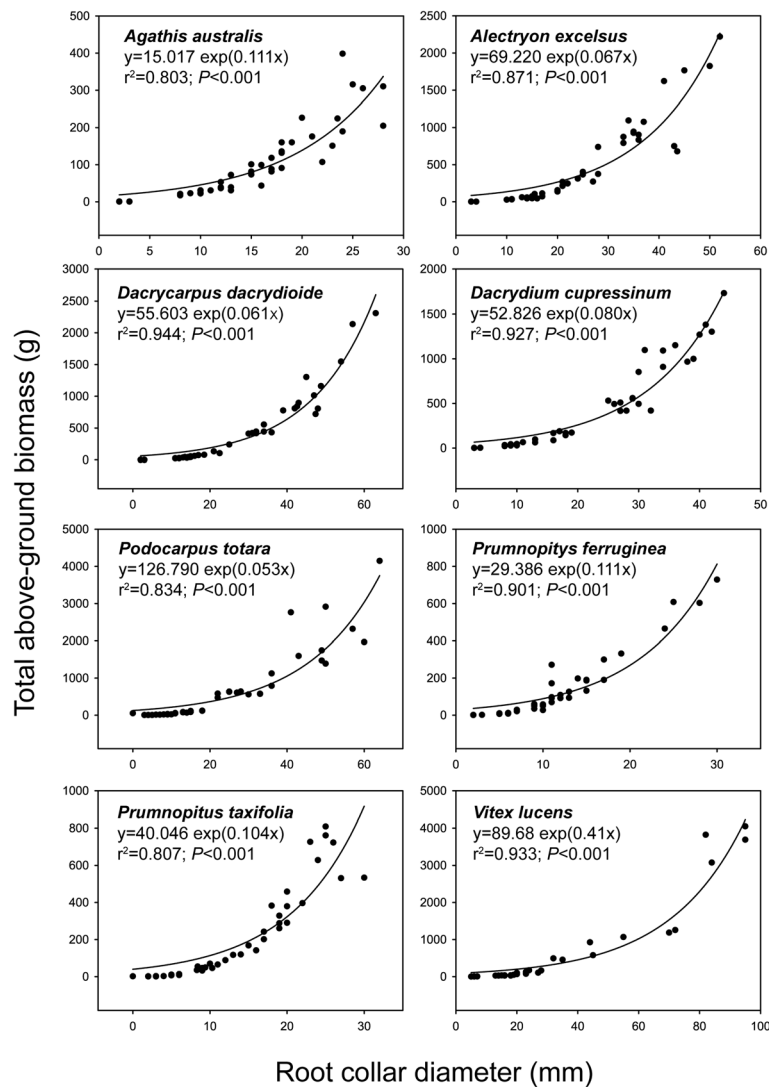 Agathis australis
y=15.017 exp(0.111x)
r²=0.803; P<0.001
500
400
300
200
100
0
0 5 10 15 20 25 30
Alectryon excelsus
y=69.220 exp(0.067x)
r²=0.871; P<0.001
2500
2000
1500
1000
500
0
0 10 20 30 40 50 60
Dacrycarpus dacrydioide
y=55.603 exp(0.061x)
r²=0.944; P<0.001
3000
2500
2000
1500
1000
500
0
0 20 40 60
Dacrydium cupressinum
y=52.826 exp(0.080x)
r²=0.927; P<0.001
2000
1500
1000
500
0
0 10 20 30 40 50
Podocarpus totara
y=126.790 exp(0.053x)
r²=0.834; P<0.001
5000
4000
3000
2000
1000
0
0 20 40 60
Prumnopitys ferruginea
y=29.386 exp(0.111x)
r²=0.901; P<0.001
1000
800
600
400
200
0
0 10 20 30
Prumnopitus taxifolia
y=40.046 exp(0.104x)
r²=0.807; P<0.001
1000
800
600
400
200
0
0 10 20 30
Vitex lucens
y=89.68 exp(0.41x)
r²=0.933; P<0.001
5000
4000
3000
2000
1000
0
0 20 40 60 80 100
Total above-ground biomass (g)
Root collar diameter (mm)